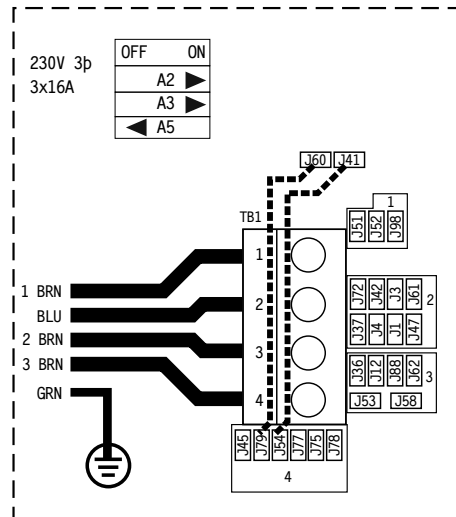 230V 3þ
3x16A
OFF ON
A2
A3
A5
J60 J41
TB1
1
2
3
4
1 BRN
BLU
2 BRN
3 BRN
GRN
1
J51 J52 J98
J72 J42 J3 J61
2
J37 J4 J1 J47
J36 J12 J88 J62
3
J53 J58
J45 J79 J54 J77 J75 J78
4